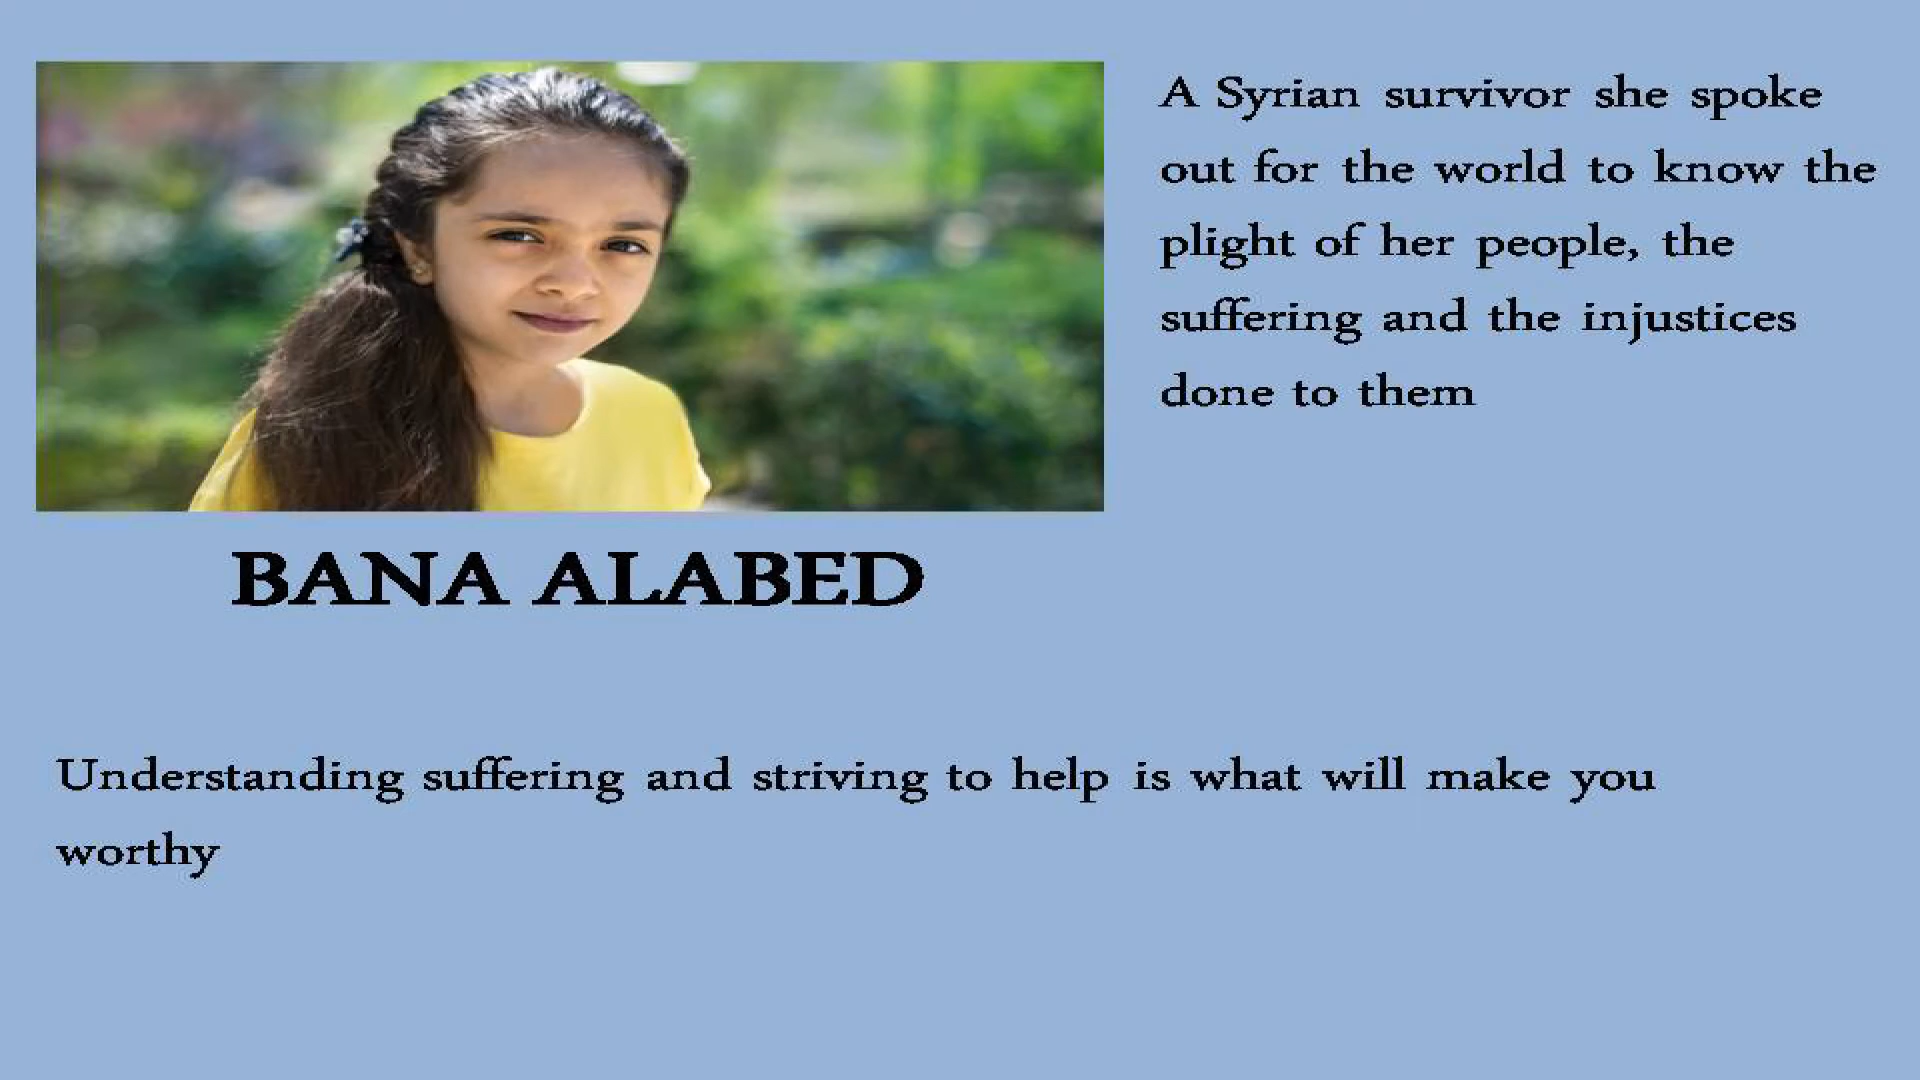 A Syrian survivor she spoke
out for the world to know the
plight of her people, the
suffering and the injustices
done to them
BANA ALABED
Understanding suffering and striving to help is what will make you
worthy